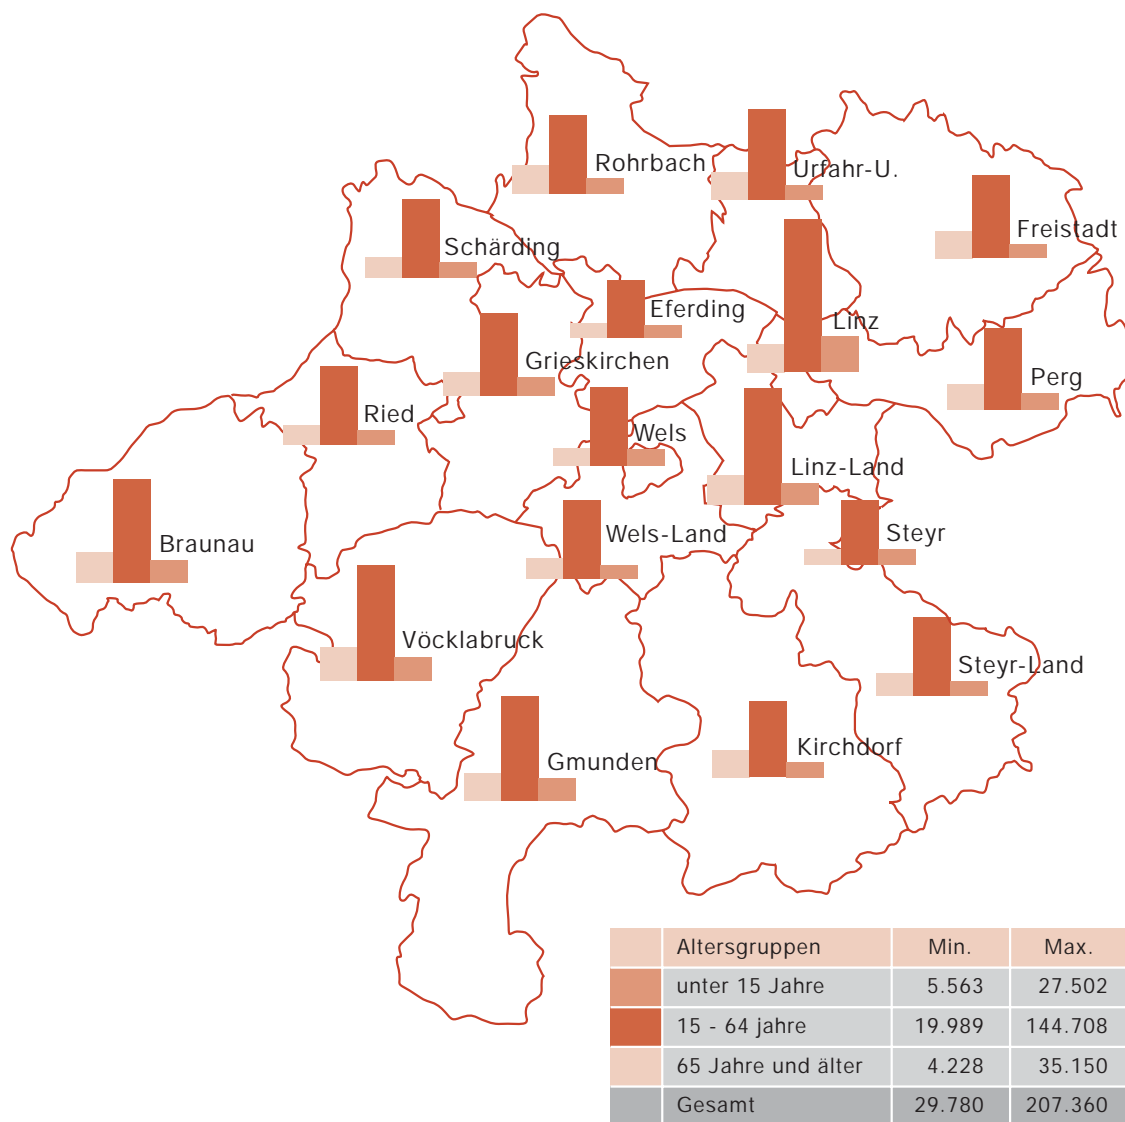 Rohrbach
Urfahr-U.
Freistadt
Schärding
Eferding
Linz
Grieskirchen
Perg
Ried
Wels
Linz-Land
Braunau
Wels-Land
Steyr
Vöcklabruck
Steyr-Land
Gmunden
Kirchdorf
Altersgruppen Min. Max.
unter 15 Jahre 5.563 27.502
15 - 64 jahre 19.989 144.708
65 Jahre und älter 4.228 35.150
Gesamt 29.780 207.360